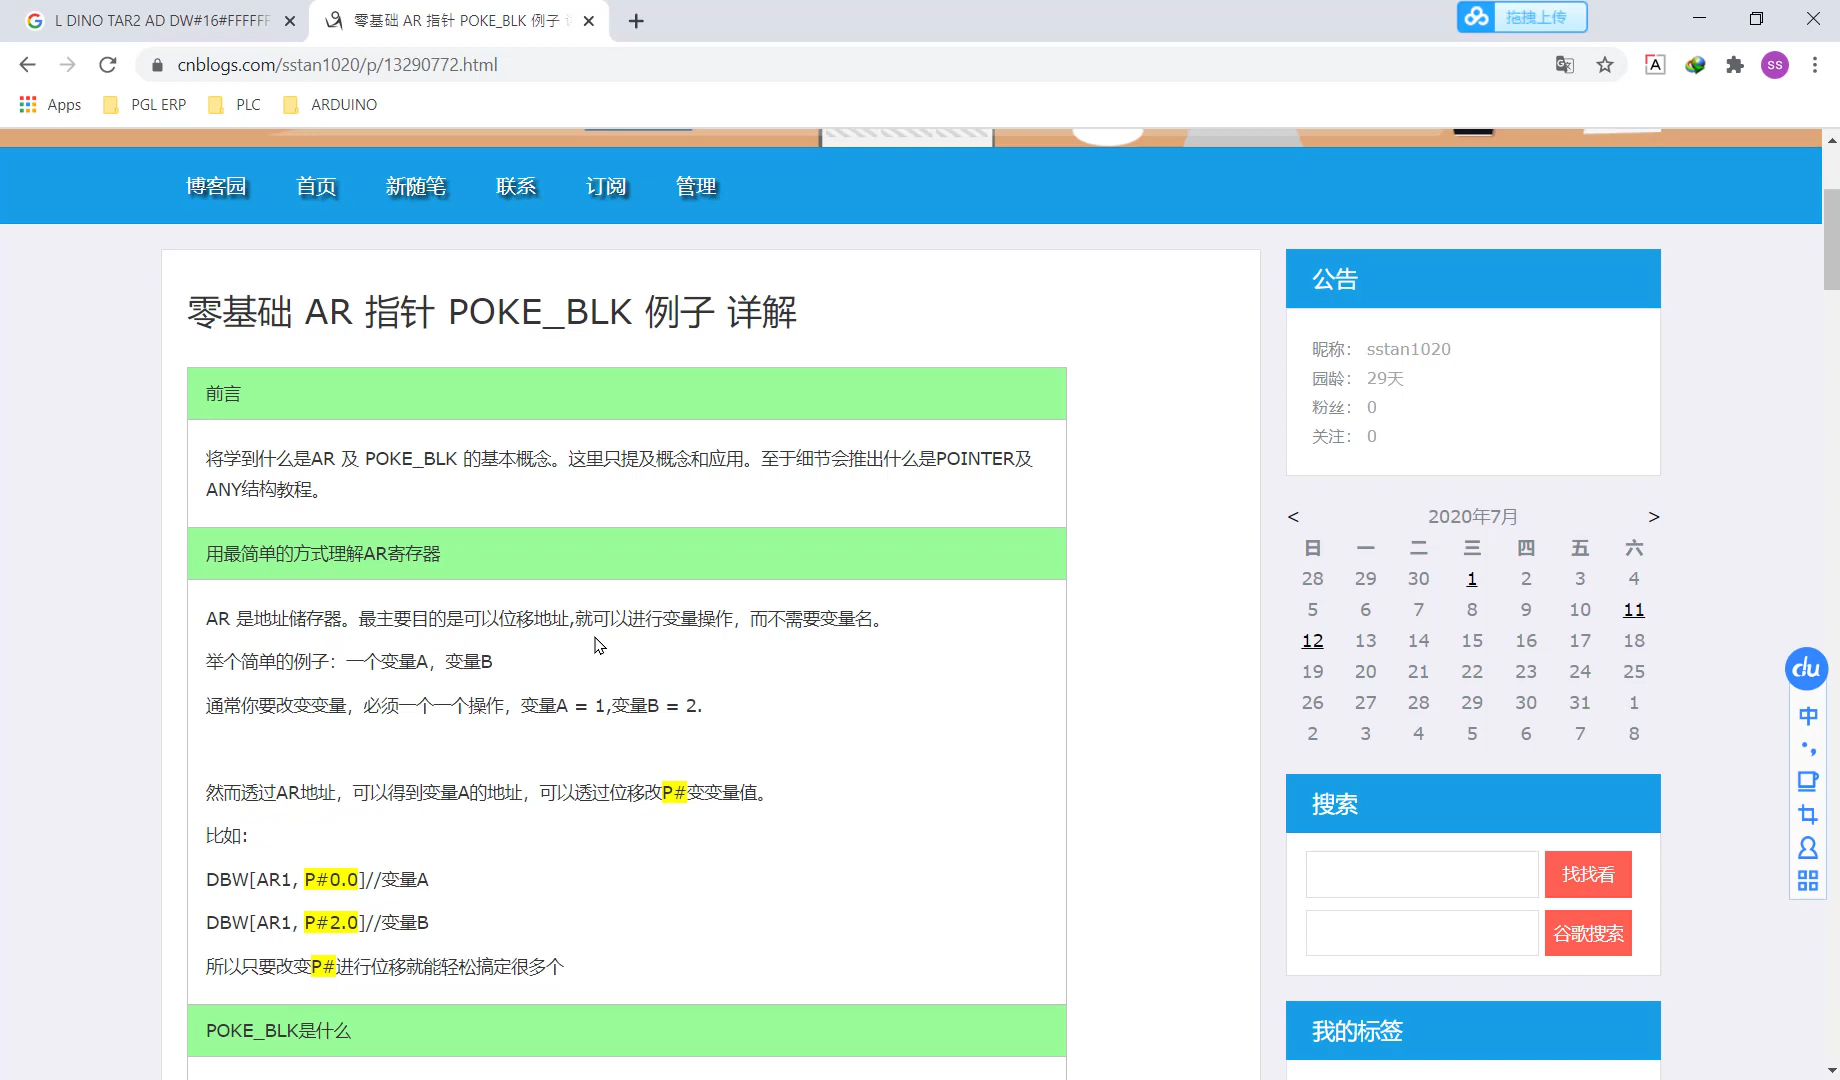 L DINO TAR2 AD DW#16#FFFFFF
零基础 AR 指针 POKE_BLK 例子
拖拽上传
cnblogs.com/sstan1020/p/13290772.html
A
SS
Apps
PGL ERP
PLC
ARDUINO
博客园 首页 新随笔 联系 订阅 管理
零基础 AR 指针 POKE_BLK 例子 详解
前言
将学到什么是AR 及 POKE_BLK 的基本概念。这里只提及概念和应用。至于细节会推出什么是POINTER及
ANY结构教程。
用最简单的方式理解AR寄存器
AR 是地址储存器。最主要目的是可以位移地址,就可以进行变量操作，而不需要变量名。
举个简单的例子：一个变量A，变量B
通常你要改变变量，必须一个一个操作，变量A = 1,变量B = 2.
然而透过AR地址，可以得到变量A的地址，可以透过位移改P#变变量值。
比如：
DBW[AR1, P#0.0]//变量A
DBW[AR1, P#2.0]//变量B
所以只要改变P#进行位移就能轻松搞定很多个
POKE_BLK是什么
公告
昵称： sstan1020
园龄： 29天
粉丝： 0
关注： 0
< 2020年7月 >
日 一 二 三 四 五 六
28 29 30 1 2 3 4
5 6 7 8 9 10 11
12 13 14 15 16 17 18
19 20 21 22 23 24 25
26 27 28 29 30 31 1
2 3 4 5 6 7 8
搜索
找找看
谷歌搜索
我的标签
du
中